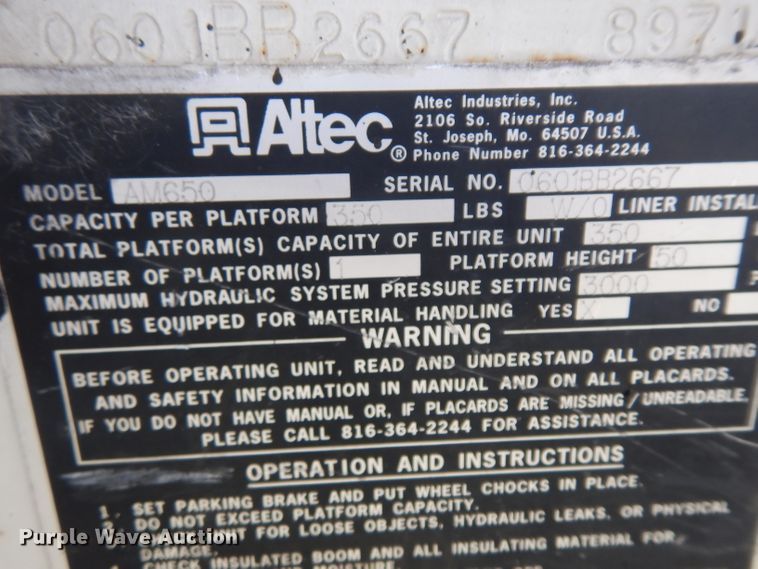 0601BB2667 8971
Altec
®
Altec Industries, Inc.
2106 So. Riverside Road
St. Joseph, Mo. 64507 U.S.A.
Phone Number 816-364-2244
MODEL AM650 SERIAL NO. 0601BB2667
CAPACITY PER PLATFORM 350 LBS W/O LINER INSTAL
TOTAL PLATFORM(S) CAPACITY OF ENTIRE UNIT 350
NUMBER OF PLATFORM(S) 1 PLATFORM HEIGHT 50
MAXIMUM HYDRAULIC SYSTEM PRESSURE SETTING 3000
UNIT IS EQUIPPED FOR MATERIAL HANDLING YES X NO
WARNING
BEFORE OPERATING UNIT, READ AND UNDERSTAND ALL OPERATING
AND SAFETY INFORMATION IN MANUAL AND ON ALL PLACARDS.
IF YOU DO NOT HAVE MANUAL OR, IF PLACARDS ARE MISSING/UNREADABLE,
PLEASE CALL 816-364-2244 FOR ASSISTANCE.
OPERATION AND INSTRUCTIONS
1. SET PARKING BRAKE AND PUT WHEEL CHOCKS IN PLACE.
2. DO NOT EXCEED PLATFORM CAPACITY.
FOR LOOSE OBJECTS, HYDRAULIC LEAKS, OR PHYSICAL
DAMAGE.
CHECK INSULATED BOOM AND ALL INSULATING MATERIAL FOR
Purple Wave Auction